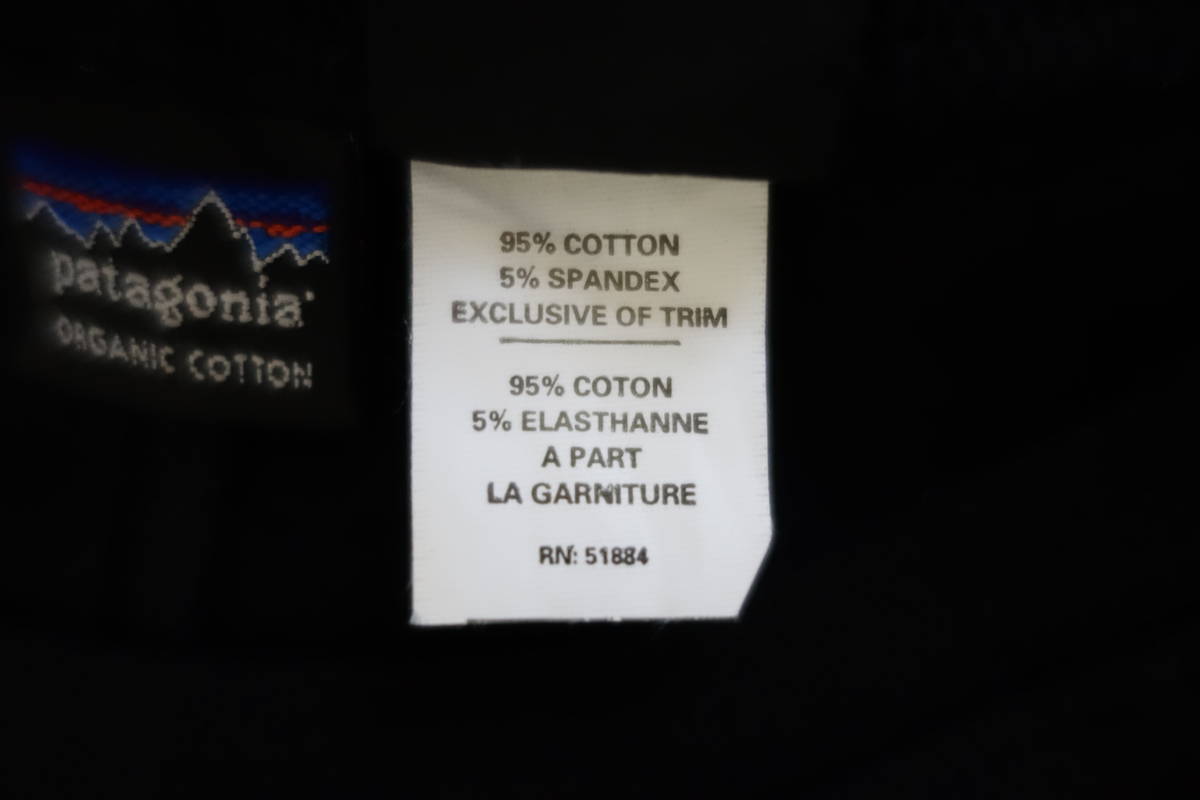 patagonia
ORGANIC COTTON
95% COTTON
5% SPANDEX
EXCLUSIVE OF TRIM
95% COTON
5% ELASTHANNE
A PART
LA GARNITURE
RN: 51884